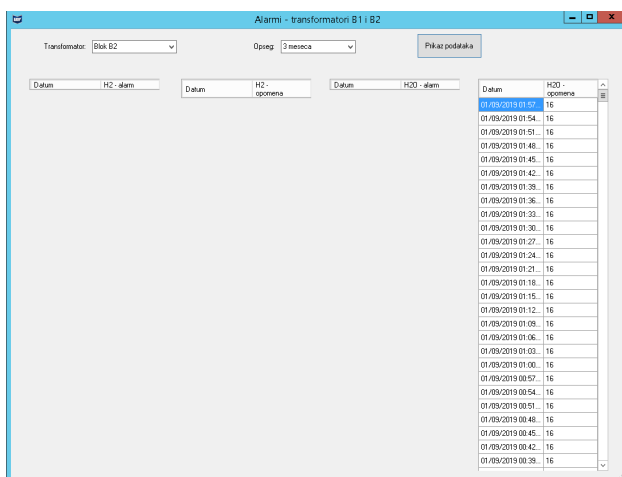 Alarmi - transformatori B1 i B2
Transformator: Blok B2 Opseg: 3 meseca Prikaz podataka
Datum H2 - alarm
Datum H2 - opomena
Datum H2O - alarm
Datum H2O - opomena
01/09/2019 01:57... 16
01/09/2019 01:54... 16
01/09/2019 01:51... 16
01/09/2019 01:48... 16
01/09/2019 01:45... 16
01/09/2019 01:42... 16
01/09/2019 01:39... 16
01/09/2019 01:36... 16
01/09/2019 01:33... 16
01/09/2019 01:30... 16
01/09/2019 01:27... 16
01/09/2019 01:24... 16
01/09/2019 01:21... 16
01/09/2019 01:18... 16
01/09/2019 01:15... 16
01/09/2019 01:12... 16
01/09/2019 01:09... 16
01/09/2019 01:06... 16
01/09/2019 01:03... 16
01/09/2019 01:00... 16
01/09/2019 00:57... 16
01/09/2019 00:54... 16
01/09/2019 00:51... 16
01/09/2019 00:48... 16
01/09/2019 00:45... 16
01/09/2019 00:42... 16
01/09/2019 00:39... 16